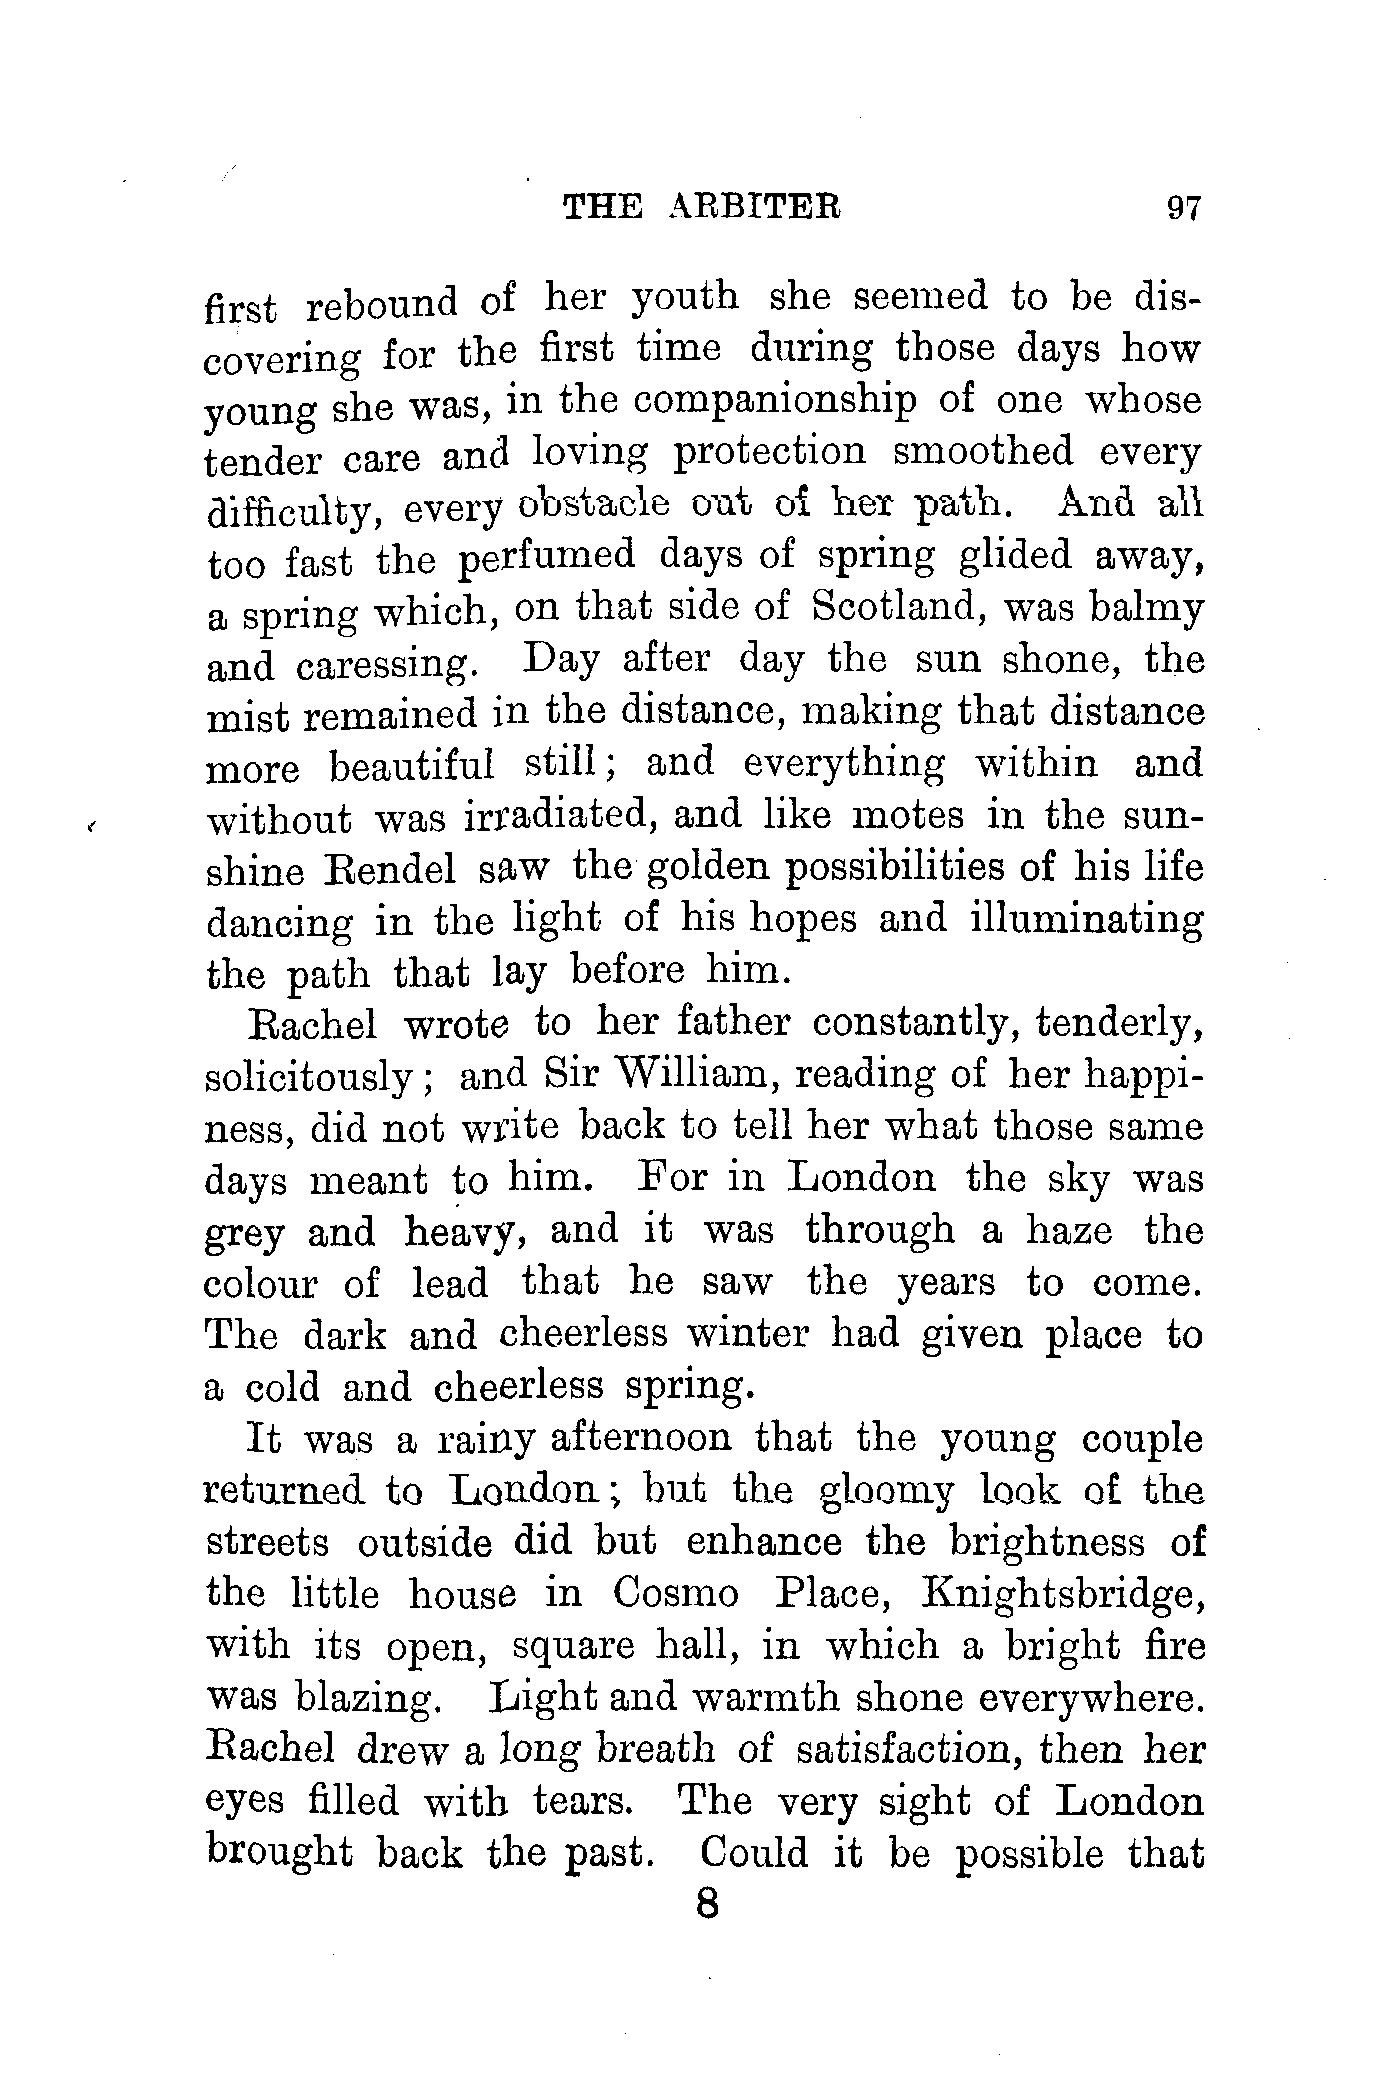 THE ARBITER 97
first rebound of her youth she seemed to be dis-
covering for the first time during those days how
young she was, in the companionship of one whose
tender care and loving protection smoothed every
difficulty, every obstacle out of her path. And all
too fast the perfumed days of spring glided away,
a spring which, on that side of Scotland, was balmy
and caressing. Day after day the sun shone, the
mist remained in the distance, making that distance
more beautiful still; and everything within and
without was irradiated, and like motes in the sun-
shine Rendel saw the golden possibilities of his life
dancing in the light of his hopes and illuminating
the path that lay before him.
Rachel wrote to her father constantly, tenderly,
solicitously; and Sir William, reading of her happi-
ness, did not write back to tell her what those same
days meant to him. For in London the sky was
grey and heavy, and it was through a haze the
colour of lead that he saw the years to come.
The dark and cheerless winter had given place to
a cold and cheerless spring.
It was a rainy afternoon that the young couple
returned to London; but the gloomy look of the
streets outside did but enhance the brightness of
the little house in Cosmo Place, Knightsbridge,
with its open, square hall, in which a bright fire
was blazing. Light and warmth shone everywhere.
Rachel drew a long breath of satisfaction, then her
eyes filled with tears. The very sight of London
brought back the past. Could it be possible that
8